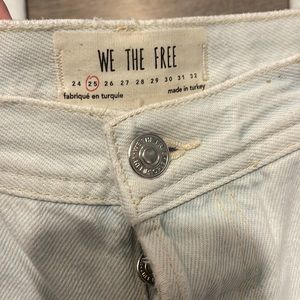 WE THE FREE
24 25 26 27 28 29 30 31 32
fabriqué en turquie
made in turkey